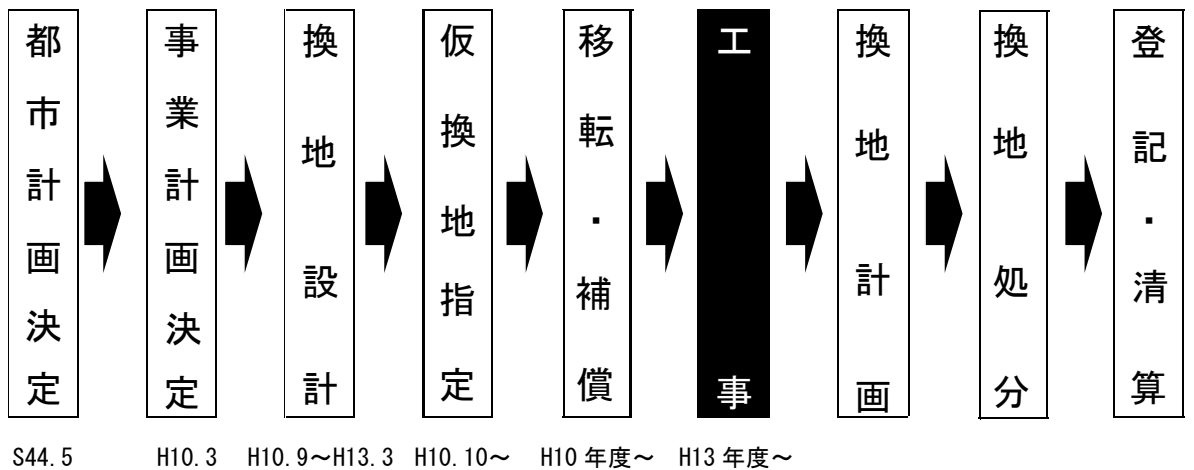 都市計画決定
事業計画決定
換地設計
仮換地指定
移転・補償
工事
換地計画
換地処分
登記・清算
S44.5
H10.3
H10.9～H13.3
H10.10～
H10年度～
H13年度～